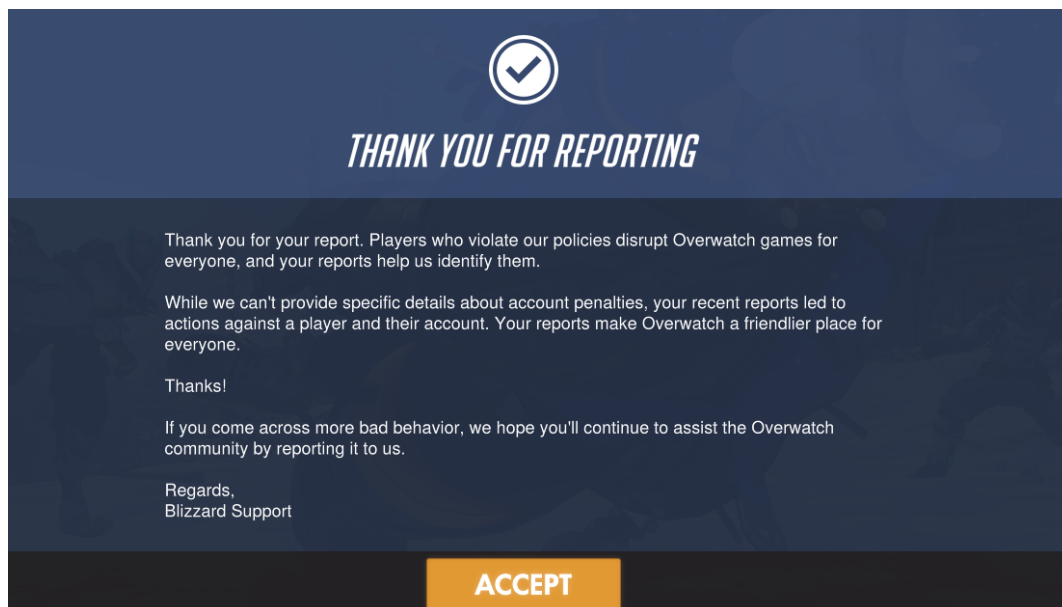 THANK YOU FOR REPORTING
Thank you for your report. Players who violate our policies disrupt Overwatch games for
everyone, and your reports help us identify them.
While we can't provide specific details about account penalties, your recent reports led to
actions against a player and their account. Your reports make Overwatch a friendlier place for
everyone.
Thanks!
If you come across more bad behavior, we hope you'll continue to assist the Overwatch
community by reporting it to us.
Regards,
Blizzard Support
ACCEPT